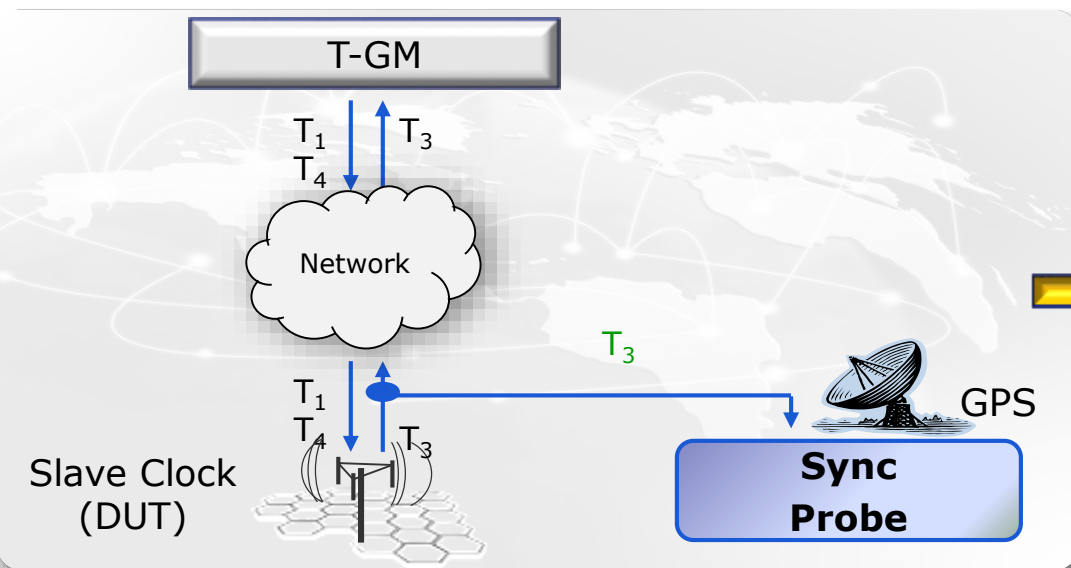 T-GM
T₁
T₃
T₄
Network
T₃
T₁
T₄
T₃
GPS
Slave Clock
(DUT)
Sync
Probe